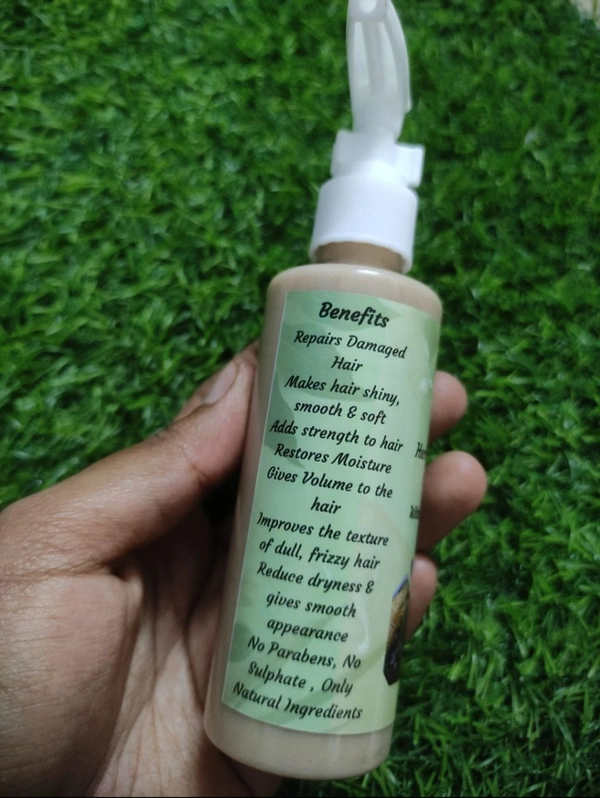 Benefits
Repairs Damaged
Hair
Makes hair shiny,
smooth & soft
Adds strength to hair
Restores Moisture
Gives Volume to the
hair
Improves the texture
of dull, frizzy hair
Reduce dryness &
gives smooth
appearance
No Parabens, No
Sulphate , Only
Natural Ingredients